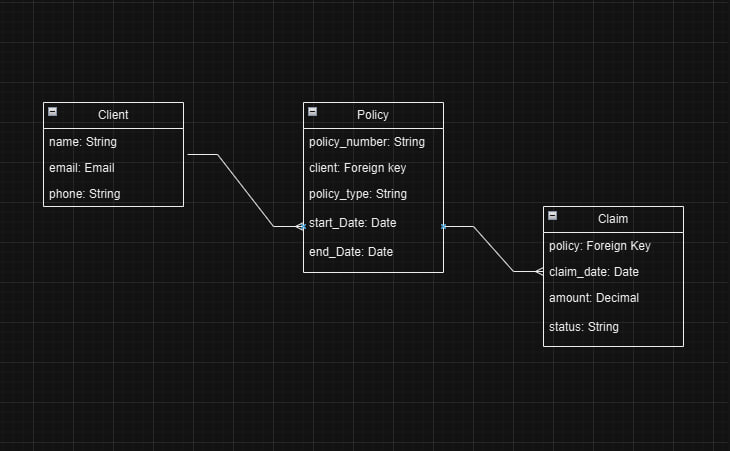 Client
name: String
email: Email
phone: String
Policy
policy_number: String
client: Foreign key
policy_type: String
start_Date: Date
end_Date: Date
Claim
policy: Foreign Key
claim_date: Date
amount: Decimal
status: String